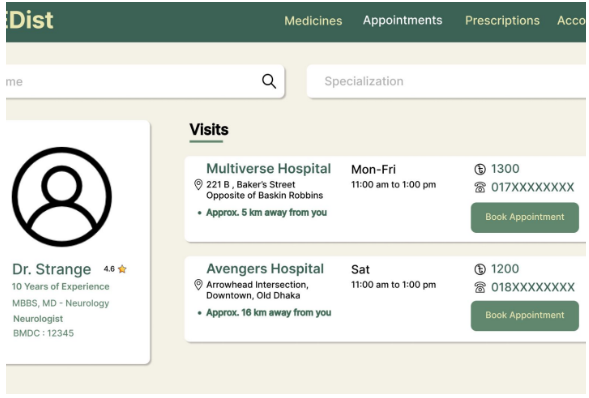 EDist
Medicines
Appointments
Prescriptions
Acco
me
Specialization
Dr. Strange 4.6
10 Years of Experience
MBBS, MD - Neurology
Neurologist
BMDC : 12345
Visits
Multiverse Hospital
221 B , Baker's Street
Opposite of Baskin Robbins
• Approx. 5 km away from you
Mon-Fri
11:00 am to 1:00 pm
1300
017XXXXXXXX
Book Appointment
Avengers Hospital
Arrowhead Intersection,
Downtown, Old Dhaka
• Approx. 16 km away from you
Sat
11:00 am to 1:00 pm
1200
018XXXXXXXX
Book Appointment